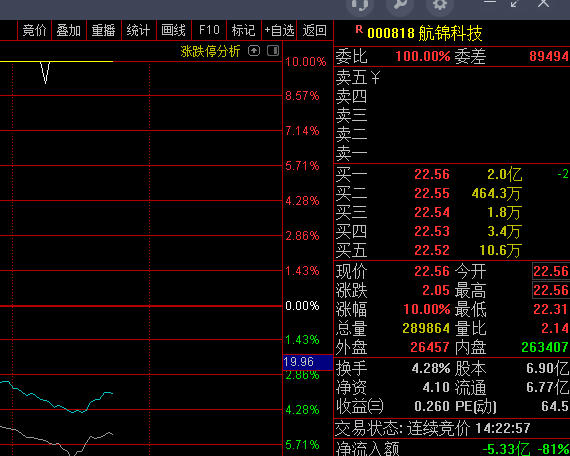 竞价 叠加 重播 统计 画线 F10 标记 +自选 返回
涨跌停分析
10.00%
8.57%
7.14%
5.71%
4.28%
2.86%
1.43%
0.00%
1.43%
19.96
2.86%
4.28%
5.71%
R 000818 航锦科技
委比 100.00% 委差 89494
卖五 ¥
卖四
卖三
卖二
卖一
买一 22.56 2.0亿 -2
买二 22.55 464.3万
买三 22.54 1.8万
买四 22.53 3.4万
买五 22.52 10.6万
现价 22.56 今开 22.56
涨跌 2.05 最高 22.56
涨幅 10.00% 最低 22.31
总量 289864 量比 2.14
外盘 26457 内盘 263407
换手 4.28% 股本 6.90亿
净资 4.10 流通 6.77亿
收益㈢ 0.260 PE(动) 64.5
交易状态: 连续竞价 14:22:57
净流入额 -5.33亿 -81%